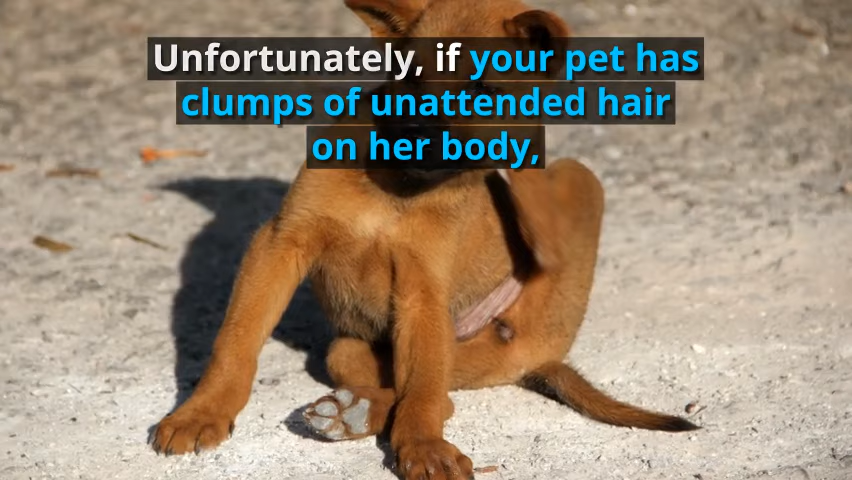 Unfortunately, if your pet has
clumps of unattended hair
on her body,